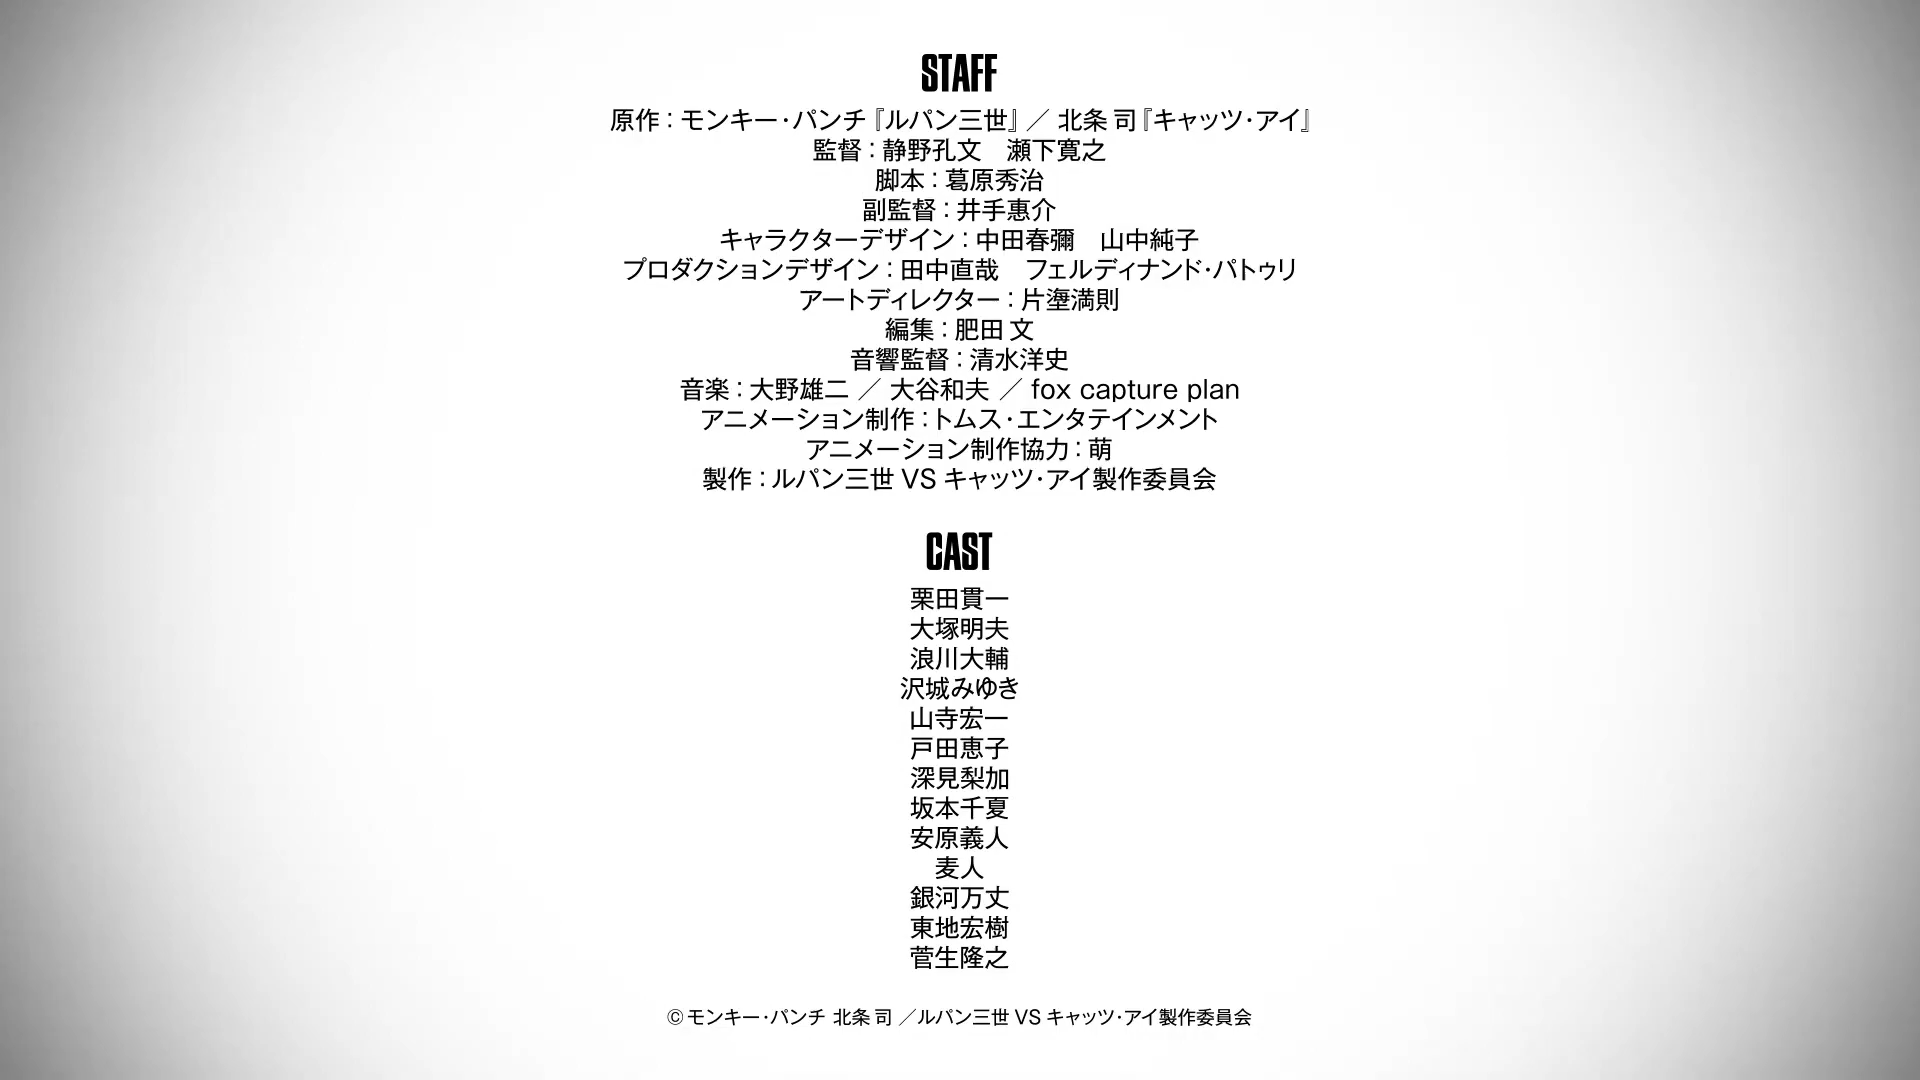 STAFF
原作：モンキー・パンチ『ルパン三世』／ 北条 司『キャッツ・アイ』
監督：静野孔文　瀬下寛之
脚本：葛原秀治
副監督：井手惠介
キャラクターデザイン：中田春彌　山中純子
プロダクションデザイン：田中直哉　フェルディナンド・パトゥリ
アートディレクター：片塰満則
編集：肥田 文
音響監督：清水洋史
音楽：大野雄二 ／ 大谷和夫 ／ fox capture plan
アニメーション制作：トムス・エンタテインメント
アニメーション制作協力：萌
製作：ルパン三世 VS キャッツ・アイ製作委員会
CAST
栗田貫一
大塚明夫
浪川大輔
沢城みゆき
山寺宏一
戸田恵子
深見梨加
坂本千夏
安原義人
麦人
銀河万丈
東地宏樹
菅生隆之
© モンキー・パンチ 北条 司 ／ルパン三世 VS キャッツ・アイ製作委員会